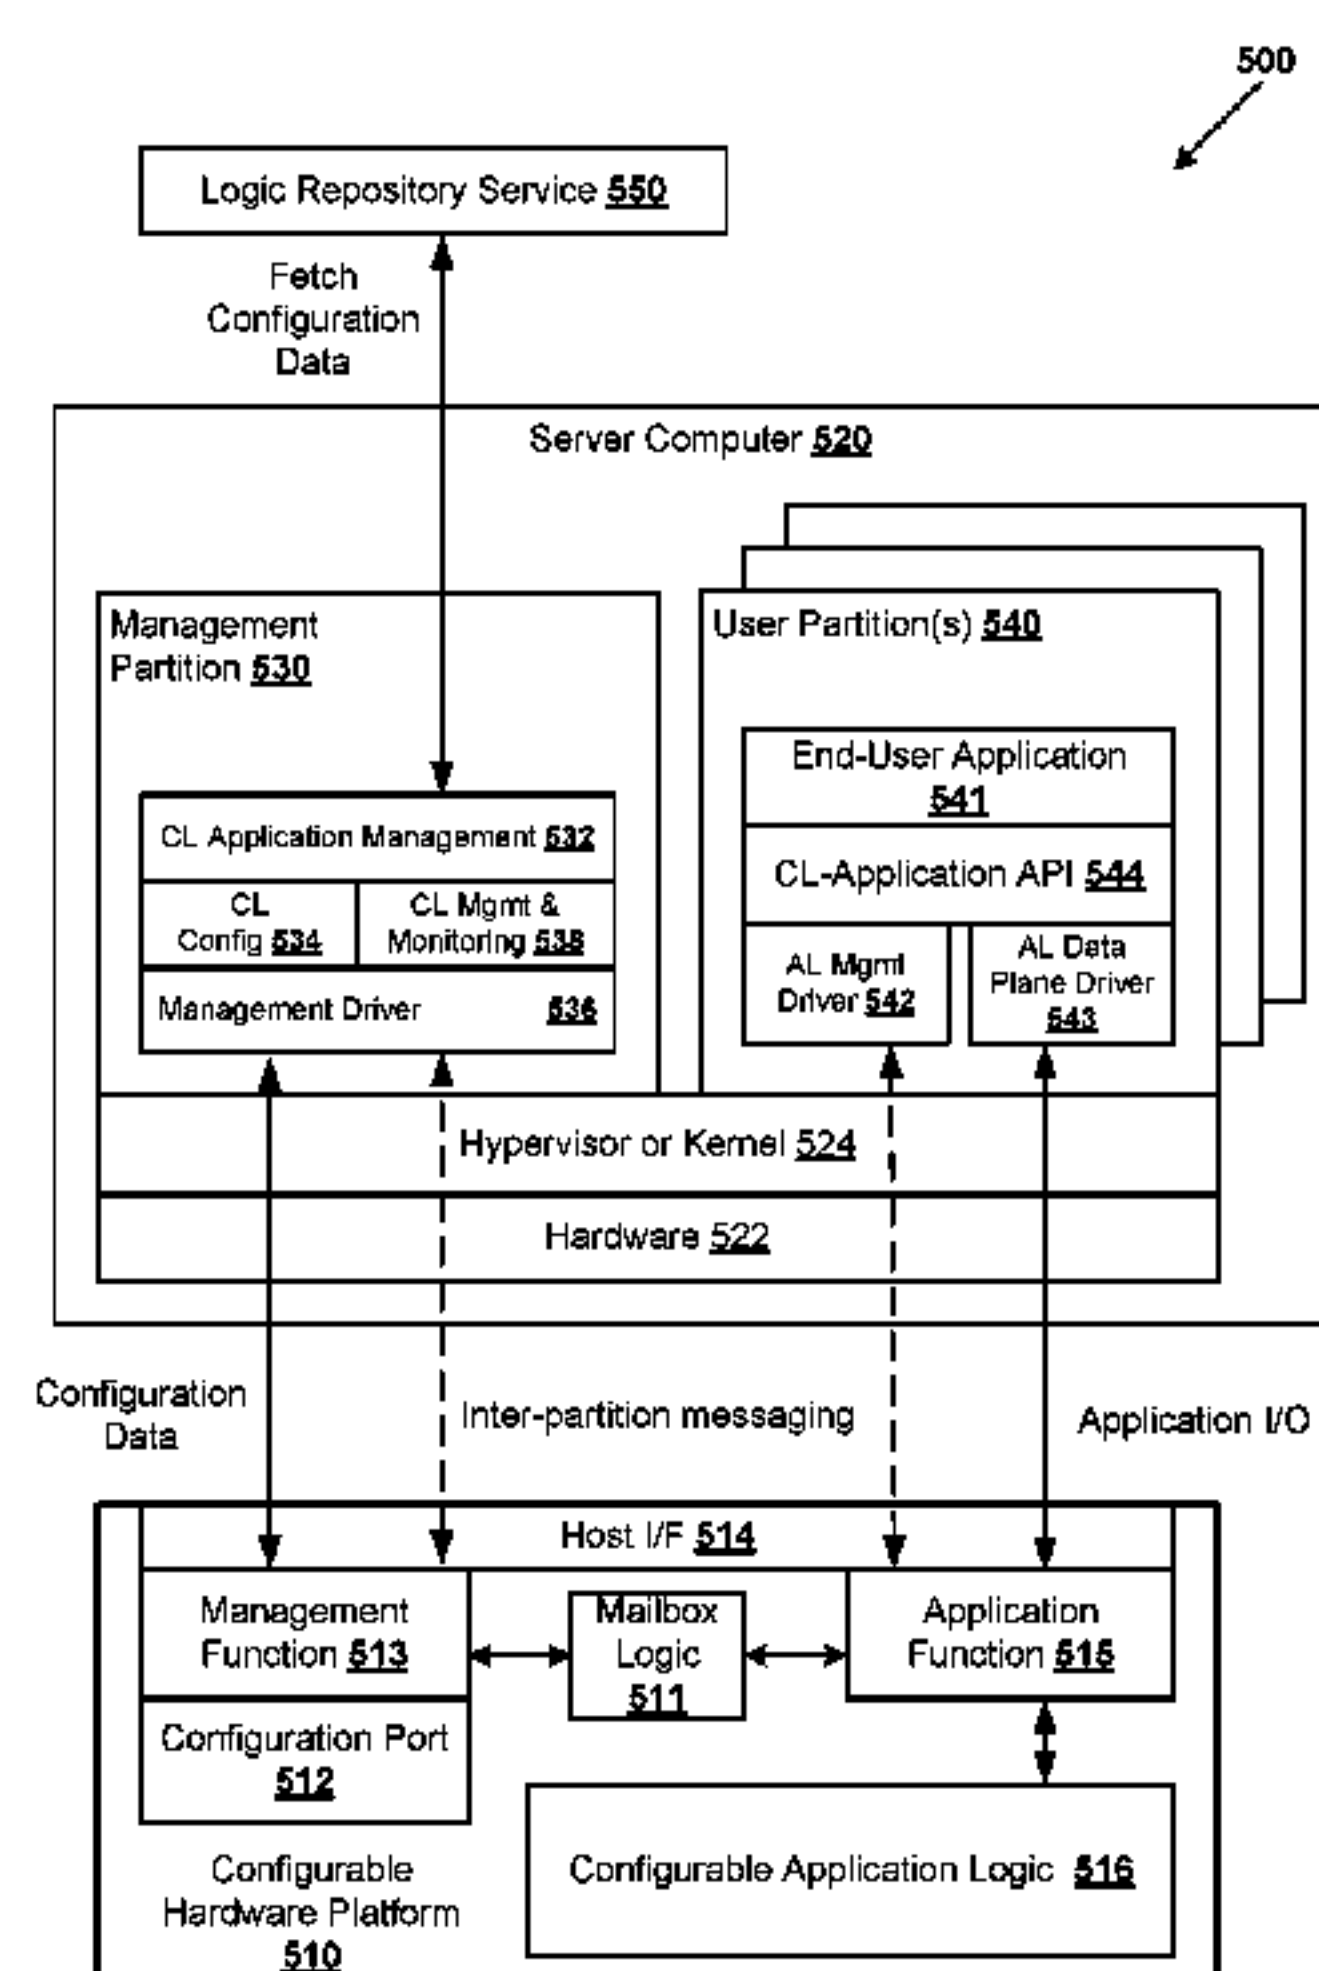 500
Logic Repository Service 550
Fetch
Configuration
Data
Server Computer 520
Management
Partition 530
User Partition(s) 540
End-User Application
541
CL Application Management 532
CL-Application API 544
CL
Config 534
CL Mgmt &
Monitoring 538
AL Mgmt
Driver 542
AL Data
Plane Driver
543
Management Driver 536
Hypervisor or Kernel 524
Hardware 522
Configuration
Data
Inter-partition messaging
Application I/O
Host I/F 514
Management
Function 513
Mailbox
Logic
511
Application
Function 515
Configuration Port
512
Configurable Application Logic 516
Configurable
Hardware Platform
510